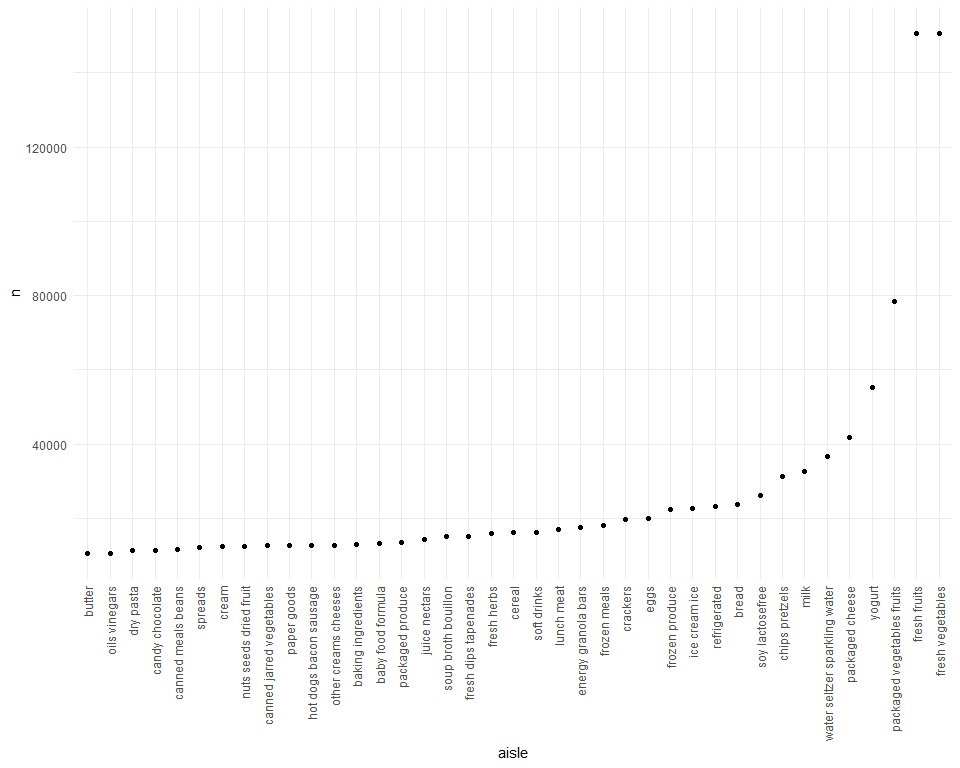 120000
80000
40000
n
butter
oils vinegars
dry pasta
candy chocolate
canned meals beans
spreads
cream
nuts seeds dried fruit
canned jarred vegetables
paper goods
hot dogs bacon sausage
other creams cheeses
baking ingredients
baby food formula
packaged produce
juice nectars
soup broth bouillon
fresh dips tapenades
fresh herbs
cereal
soft drinks
lunch meat
energy granola bars
frozen meals
crackers
eggs
frozen produce
ice cream ice
refrigerated
bread
soy lactosefree
chips pretzels
milk
water seltzer sparkling water
packaged cheese
yogurt
packaged vegetables fruits
fresh fruits
fresh vegetables
aisle